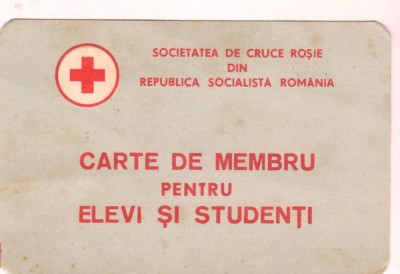 SOCIETATEA DE CRUCE ROȘIE
DIN
REPUBLICA SOCIALISTĂ ROMÂNIA
CARTE DE MEMBRU
PENTRU
ELEVI ȘI STUDENȚI